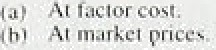 (a) At factor cost.
(b) At market prices.